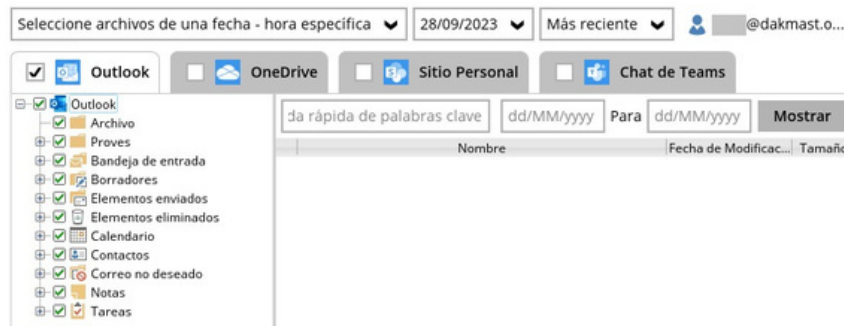 Seleccione archivos de una fecha - hora específica 28/09/2023 Más reciente @dakmast.o...
Outlook OneDrive Sitio Personal Chat de Teams
Outlook
Archivo
Proves
Bandeja de entrada
Borradores
Elementos enviados
Elementos eliminados
Calendario
Contactos
Correo no deseado
Notas
Tareas
da rápida de palabras clave dd/MM/yyyy Para dd/MM/yyyy Mostrar
Nombre Fecha de Modificac... Tamaño